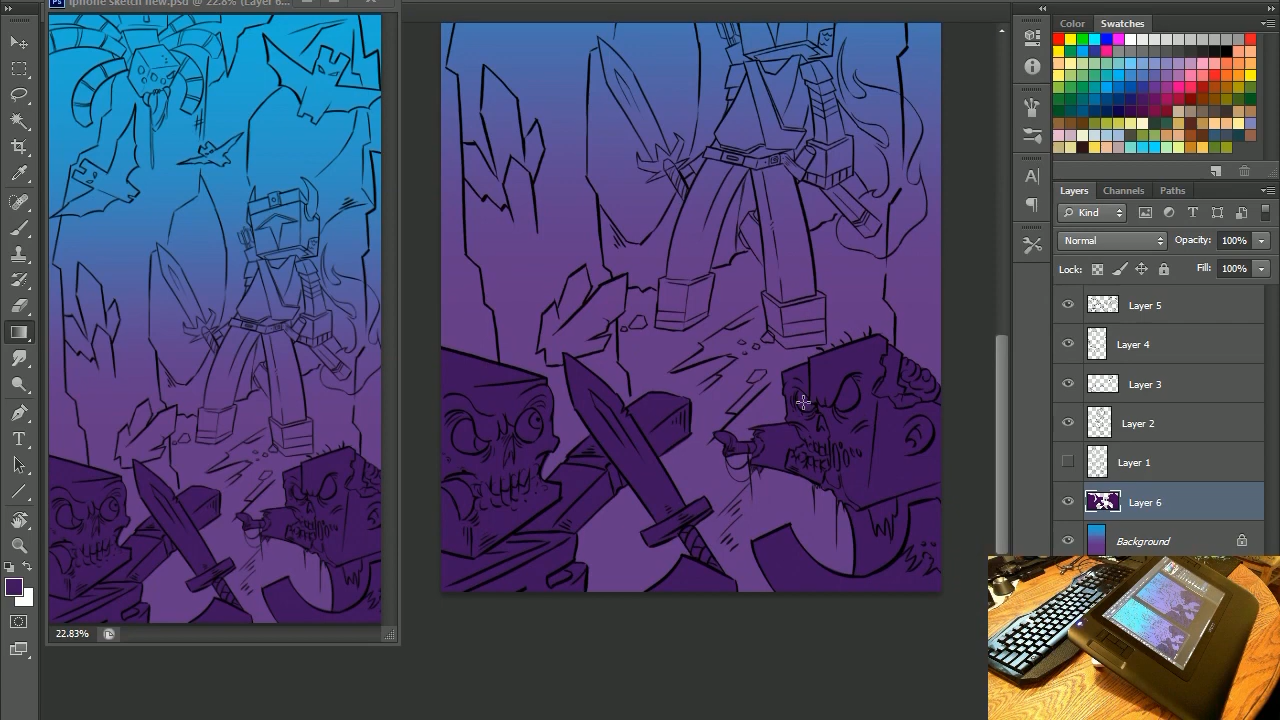 iphone sketch new.psd @ 22.8% (Layer 6...
22.83%
Color
Swatches
Layers
Channels
Paths
Kind
Normal
Opacity:
100%
Lock:
Fill:
100%
Layer 5
Layer 4
Layer 3
Layer 2
Layer 1
Layer 6
Background